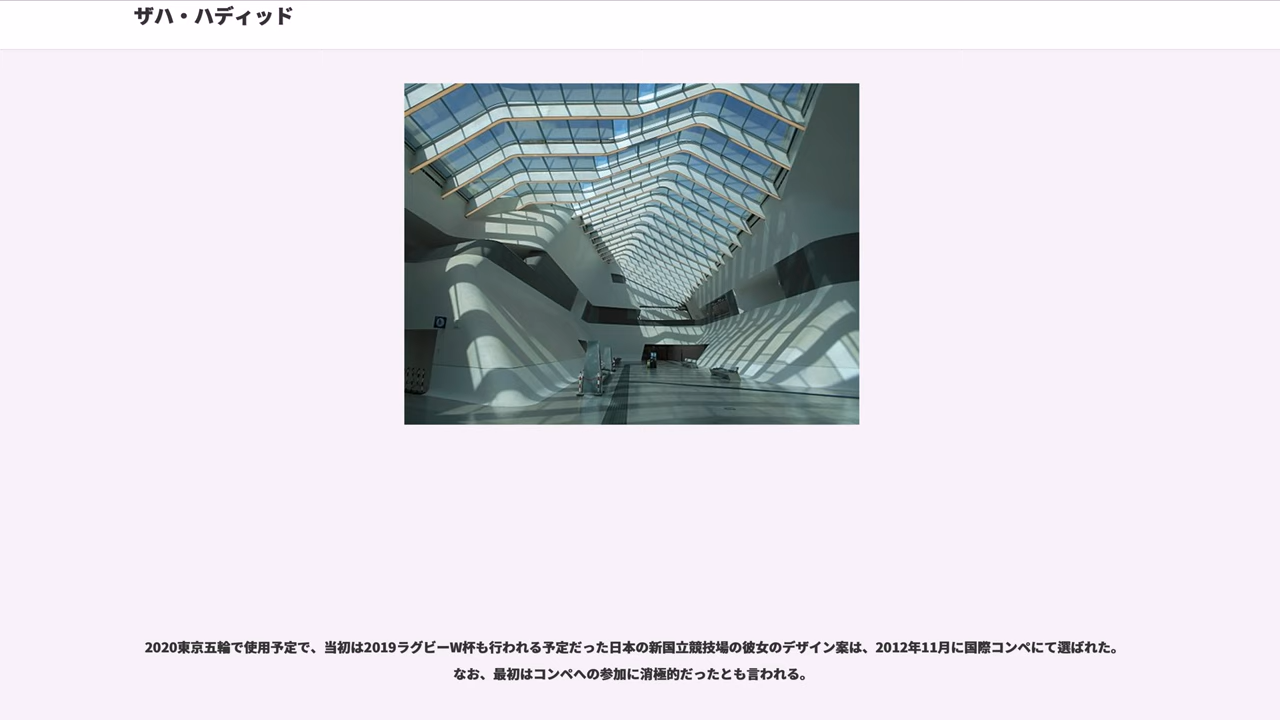 ザハ・ハディッド
2020東京五輪で使用予定で、当初は2019ラグビーW杯も行われる予定だった日本の新国立競技場の彼女のデザイン案は、2012年11月に国際コンペにて選ばれた。
なお、最初はコンペへの参加に消極的だったとも言われる。